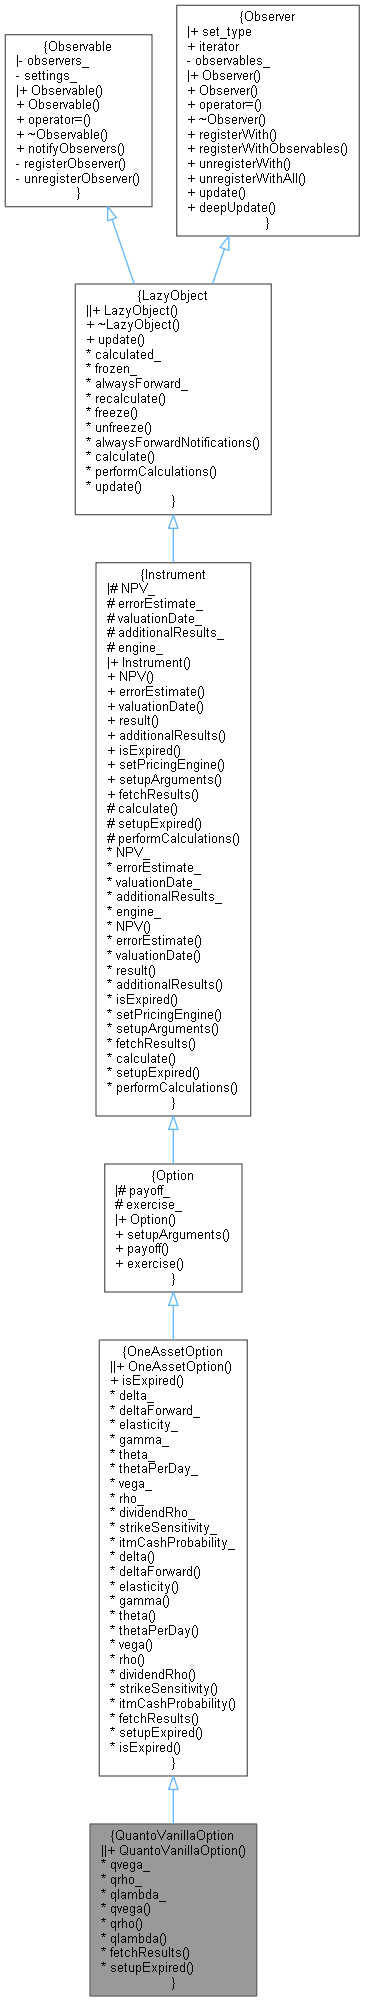 {Observable
|- observers_
- settings_
|+ Observable()
+ Observable()
+ operator=()
+ ~Observable()
+ notifyObservers()
- registerObserver()
- unregisterObserver()
}
{Observer
|+ set_type
+ iterator
- observables_
|+ Observer()
+ Observer()
+ operator=()
+ ~Observer()
+ registerWith()
+ registerWithObservables()
+ unregisterWith()
+ unregisterWithAll()
+ update()
+ deepUpdate()
}
{LazyObject
||+ LazyObject()
+ ~LazyObject()
+ update()
* calculated_
* frozen_
* alwaysForward_
* recalculate()
* freeze()
* unfreeze()
* alwaysForwardNotifications()
* calculate()
* performCalculations()
* update()
}
{Instrument
|# NPV_
# errorEstimate_
# valuationDate_
# additionalResults_
# engine_
|+ Instrument()
+ NPV()
+ errorEstimate()
+ valuationDate()
+ result()
+ additionalResults()
+ isExpired()
+ setPricingEngine()
+ setupArguments()
+ fetchResults()
# calculate()
# setupExpired()
# performCalculations()
* NPV_
* errorEstimate_
* valuationDate_
* additionalResults_
* engine_
* NPV()
* errorEstimate()
* valuationDate()
* result()
* additionalResults()
* isExpired()
* setPricingEngine()
* setupArguments()
* fetchResults()
* calculate()
* setupExpired()
* performCalculations()
}
{Option
|# payoff_
# exercise_
|+ Option()
+ setupArguments()
+ payoff()
+ exercise()
}
{OneAssetOption
||+ OneAssetOption()
+ isExpired()
* delta_
* deltaForward_
* elasticity_
* gamma_
* theta_
* thetaPerDay_
* vega_
* rho_
* dividendRho_
* strikeSensitivity_
* itmCashProbability_
* delta()
* deltaForward()
* elasticity()
* gamma()
* theta()
* thetaPerDay()
* vega()
* rho()
* dividendRho()
* strikeSensitivity()
* itmCashProbability()
* fetchResults()
* setupExpired()
* isExpired()
}
{QuantoVanillaOption
||+ QuantoVanillaOption()
* qvega_
* qrho_
* qlambda_
* qvega()
* qrho()
* qlambda()
* fetchResults()
* setupExpired()
}